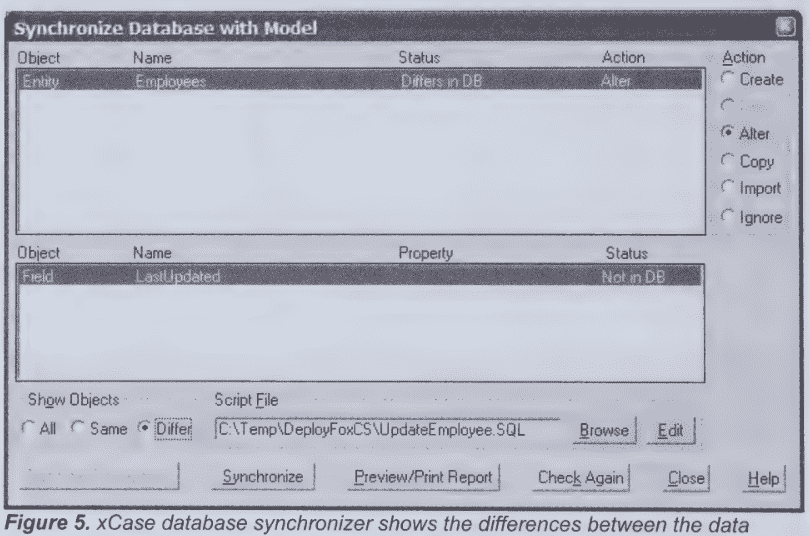 Synchronize Database with Model
Object Name Status Action
Entity Employees Differs in DB Alter
Action
Create
Alter
Copy
Import
Ignore
Object Name Property Status
Field LastUpdated Not in DB
Show Objects
All Same Differ
Script File
C:\Temp\DeployFoxCS\UpdateEmployee.SQL Browse Edit
Synchronize Preview/Print Report Check Again Close Help
Figure 5. xCase database synchronizer shows the differences between the data